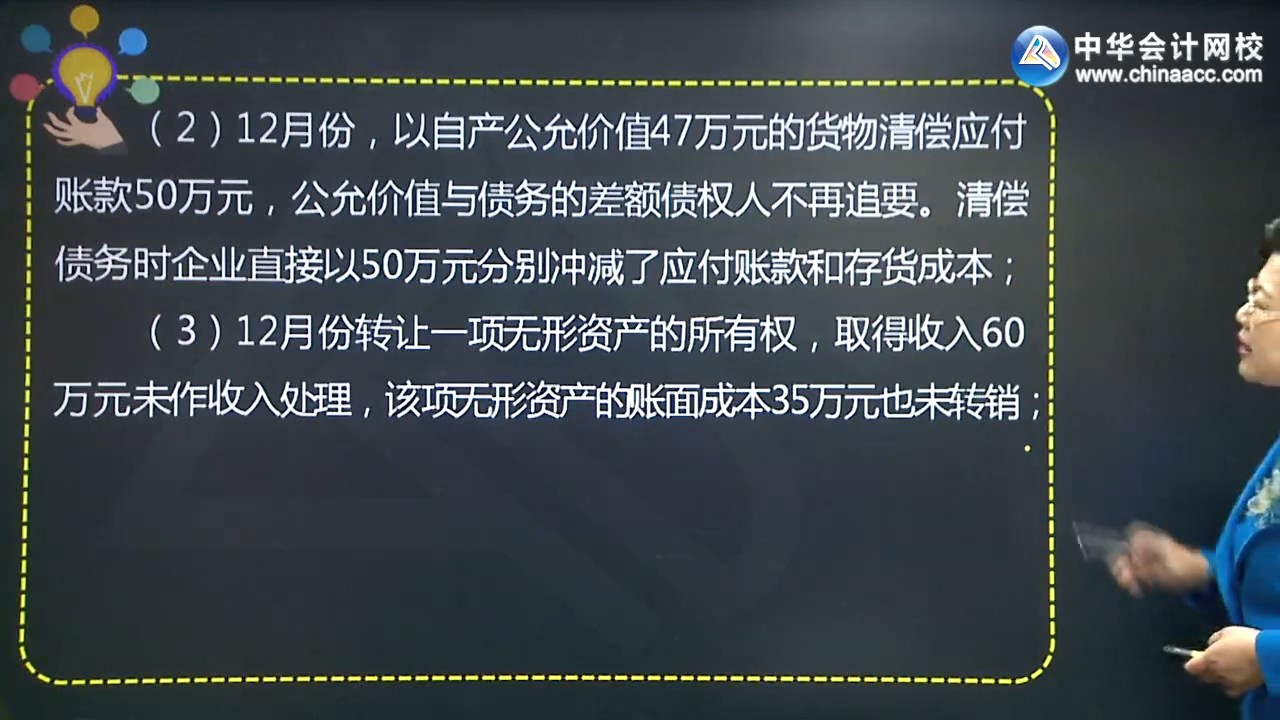 中华会计网校
www.chinaacc.com
（2）12月份，以自产公允价值47万元的货物清偿应付
账款50万元，公允价值与债务的差额债权人不再追要。清偿
债务时企业直接以50万元分别冲减了应付账款和存货成本；
（3）12月份转让一项无形资产的所有权，取得收入60
万元未作收入处理，该项无形资产的账面成本35万元也未转销；